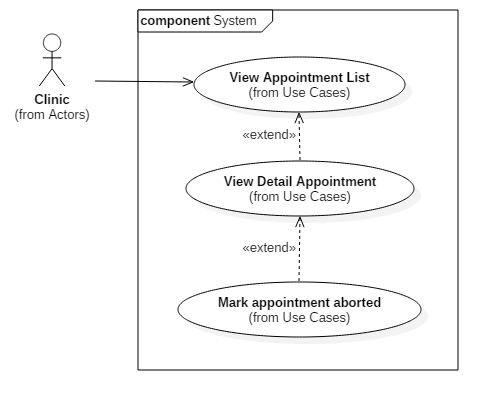 component System
Clinic
(from Actors)
View Appointment List
(from Use Cases)
«extend»
View Detail Appointment
(from Use Cases)
«extend»
Mark appointment aborted
(from Use Cases)